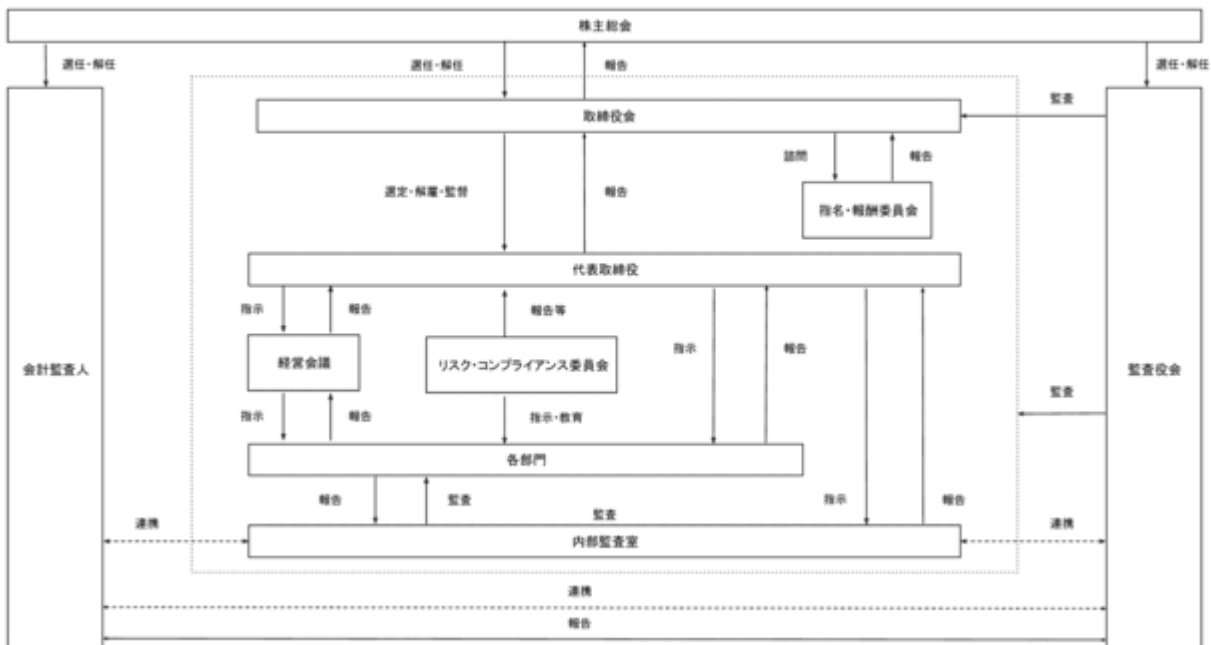 株主総会
選任・解任
選任・解任
報告
選任・解任
監査
取締役会
諮問
報告
選定・解雇・監督
報告
指名・報酬委員会
代表取締役
指示
報告
報告等
指示
報告
会計監査人
経営会議
リスク・コンプライアンス委員会
監査役会
監査
指示
報告
指示・教育
各部門
報告
監査
監査
指示
報告
連携
内部監査室
連携
連携
報告